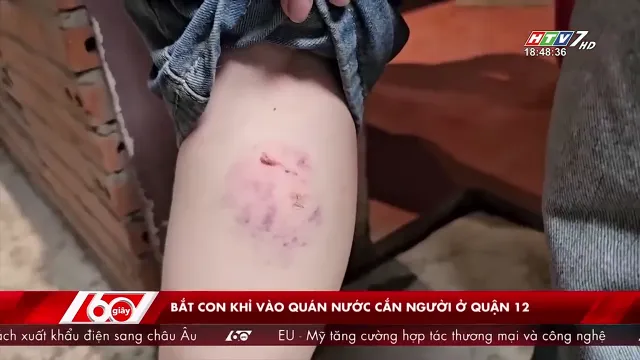 HTV7 HD
18:48:36
60 giây
BẮT CON KHỈ VÀO QUÁN NƯỚC CẮN NGƯỜI Ở QUẬN 12
ách xuất khẩu điện sang châu Âu 60 EU - Mỹ tăng cường hợp tác thương mại và công nghệ